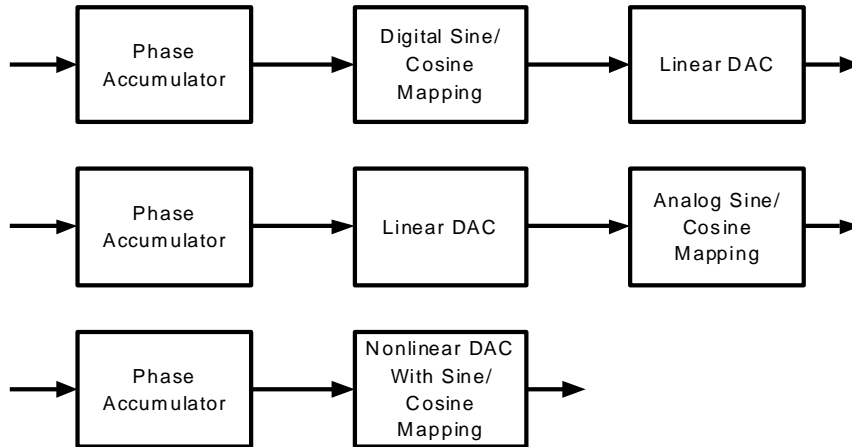 Phase
Accumulator
Digital Sine/
Cosine
Mapping
Linear DAC
Phase
Accumulator
Linear DAC
Analog Sine/
Cosine
Mapping
Phase
Accumulator
Nonlinear DAC
With Sine/
Cosine
Mapping